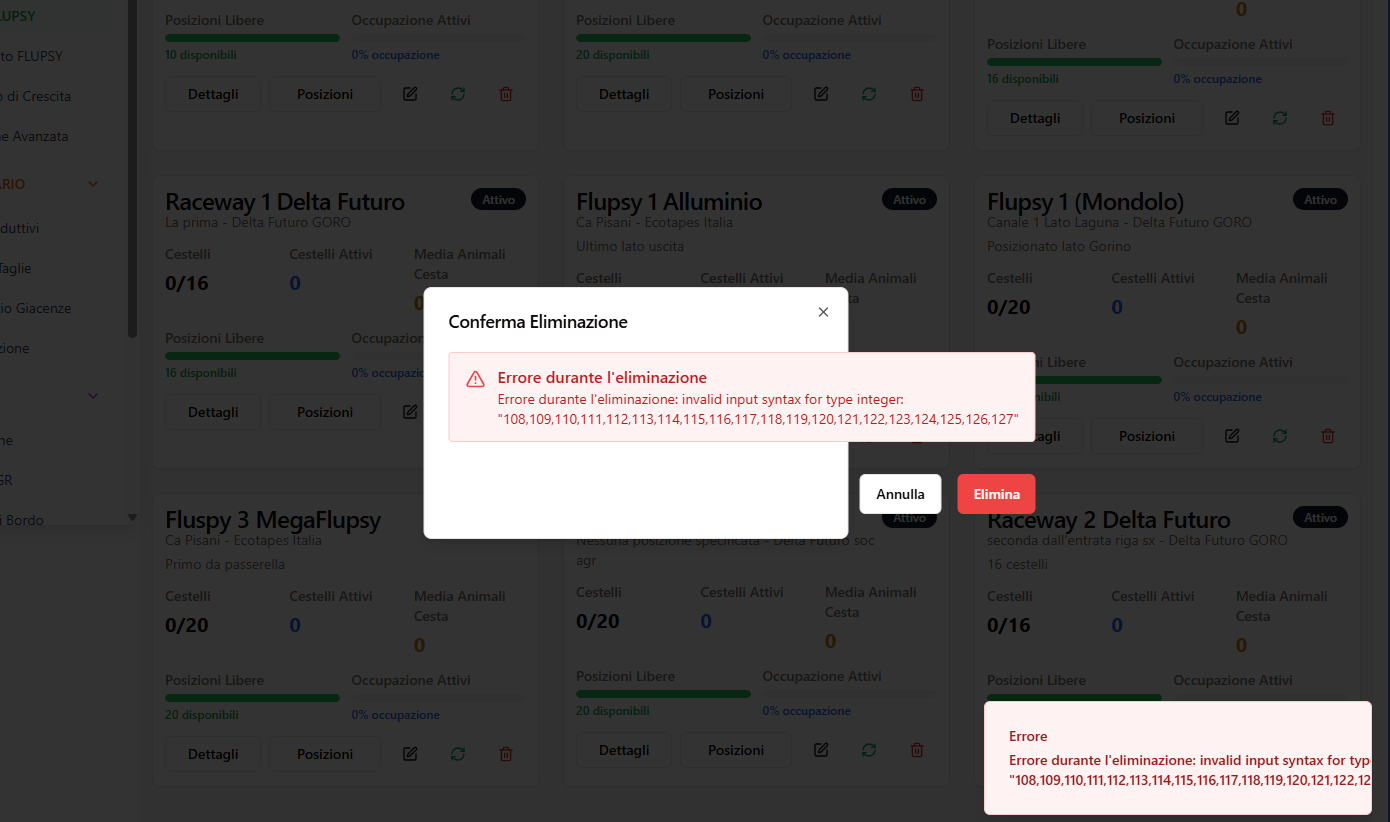 LUPSY
to FLUPSY
o di Crescita
e Avanzata
ARIO
duttivi
Taglie
io Giacenze
zione
ne
GR
i Bordo
Posizioni Libere
Occupazione Attivi
10 disponibili
0% occupazione
Dettagli
Posizioni
Posizioni Libere
Occupazione Attivi
20 disponibili
0% occupazione
Dettagli
Posizioni
0
Posizioni Libere
Occupazione Attivi
16 disponibili
0% occupazione
Dettagli
Posizioni
Raceway 1 Delta Futuro
Attivo
La prima - Delta Futuro GORO
Cestelli
Cestelli Attivi
Media Animali
Cesta
0/16
0
0
Posizioni Libere
Occupazion
16 disponibili
0% occupaz
Dettagli
Posizioni
Flupsy 1 Alluminio
Attivo
Ca Pisani - Ecotapes Italia
Ultimo lato uscita
Cestelli
Cestelli Attivi
Media Animali
ta
Flupsy 1 (Mondolo)
Attivo
Canale 1 Lato Laguna - Delta Futuro GORO
Posizionato lato Gorino
Cestelli
Cestelli Attivi
Media Animali
Cesta
0/20
0
0
i Libere
Occupazione Attivi
nibili
0% occupazione
agli
Posizioni
Conferma Eliminazione
Errore durante l'eliminazione
Errore durante l'eliminazione: invalid input syntax for type integer:
"108,109,110,111,112,113,114,115,116,117,118,119,120,121,122,123,124,125,126,127"
Annulla
Elimina
Fluspy 3 MegaFlupsy
Ca Pisani - Ecotapes Italia
Primo da passerella
Cestelli
Cestelli Attivi
Media Animali
Cesta
0/20
0
0
Posizioni Libere
Occupazione Attivi
20 disponibili
0% occupazione
Dettagli
Posizioni
Attivo
Nessuna posizione specificata - Delta Futuro soc
agr
Cestelli
Cestelli Attivi
Media Animali
Cesta
0/20
0
0
Posizioni Libere
Occupazione Attivi
20 disponibili
0% occupazione
Dettagli
Posizioni
Raceway 2 Delta Futuro
Attivo
seconda dall'entrata riga sx - Delta Futuro GORO
16 cestelli
Cestelli
Cestelli Attivi
Media Animali
Cesta
0/16
0
0
Posizioni Libere
Occupazione Attivi
Errore
Errore durante l'eliminazione: invalid input syntax for typ
"108,109,110,111,112,113,114,115,116,117,118,119,120,121,122,12